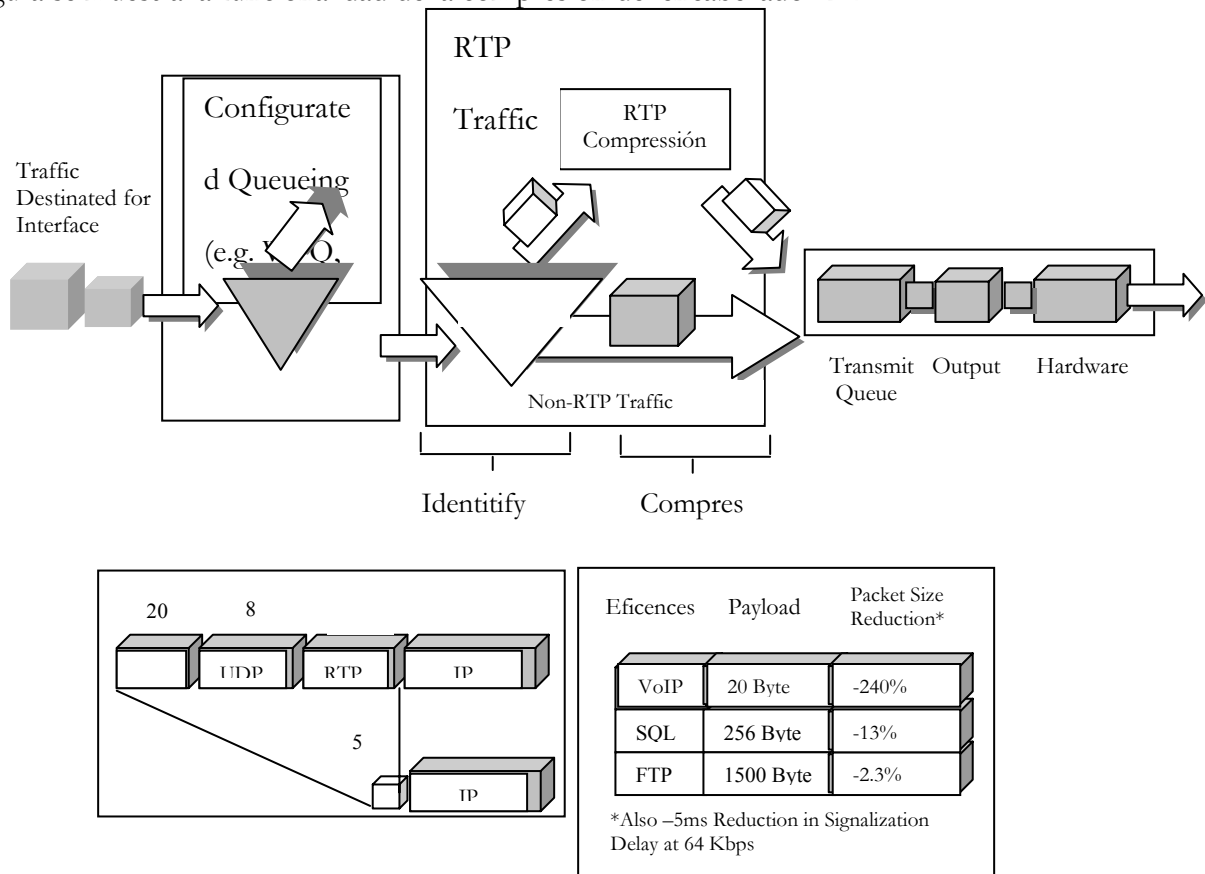 RTP
Traffic
RTP
Compressión
Configurate
d Queueing
(e.g.
Traffic
Destinated for
Interface
Transmit
Queue
Output
Hardware
Non-RTP Traffic
Identitify
Compres
20
8
UDP
RTP
IP
5
IP
Eficences
Payload
Packet Size
Reduction*
VoIP
20 Byte
-240%
SQL
256 Byte
-13%
FTP
1500 Byte
-2.3%
*Also –5ms Reduction in Signalization
Delay at 64 Kbps